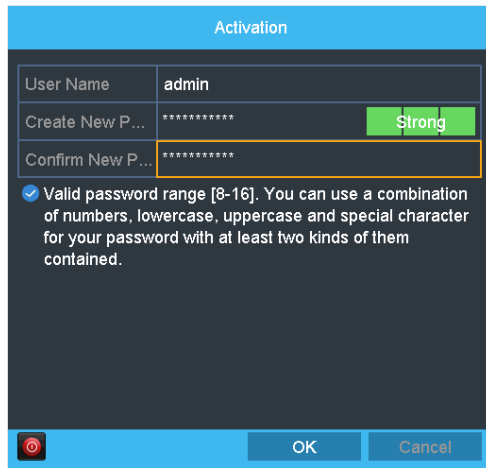 Activation
User Name admin
Create New P... *********** Strong
Confirm New P... ***********
Valid password range [8-16]. You can use a combination
of numbers, lowercase, uppercase and special character
for your password with at least two kinds of them
contained.
OK Cancel